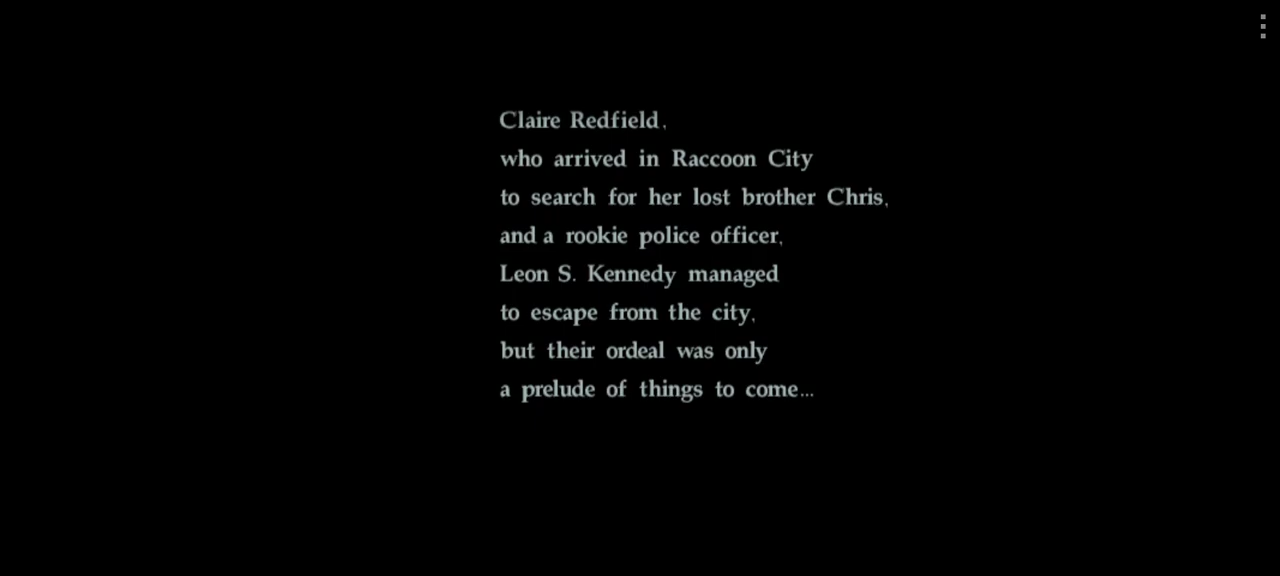 Claire Redfield,
who arrived in Raccoon City
to search for her lost brother Chris,
and a rookie police officer,
Leon S. Kennedy managed
to escape from the city,
but their ordeal was only
a prelude of things to come...